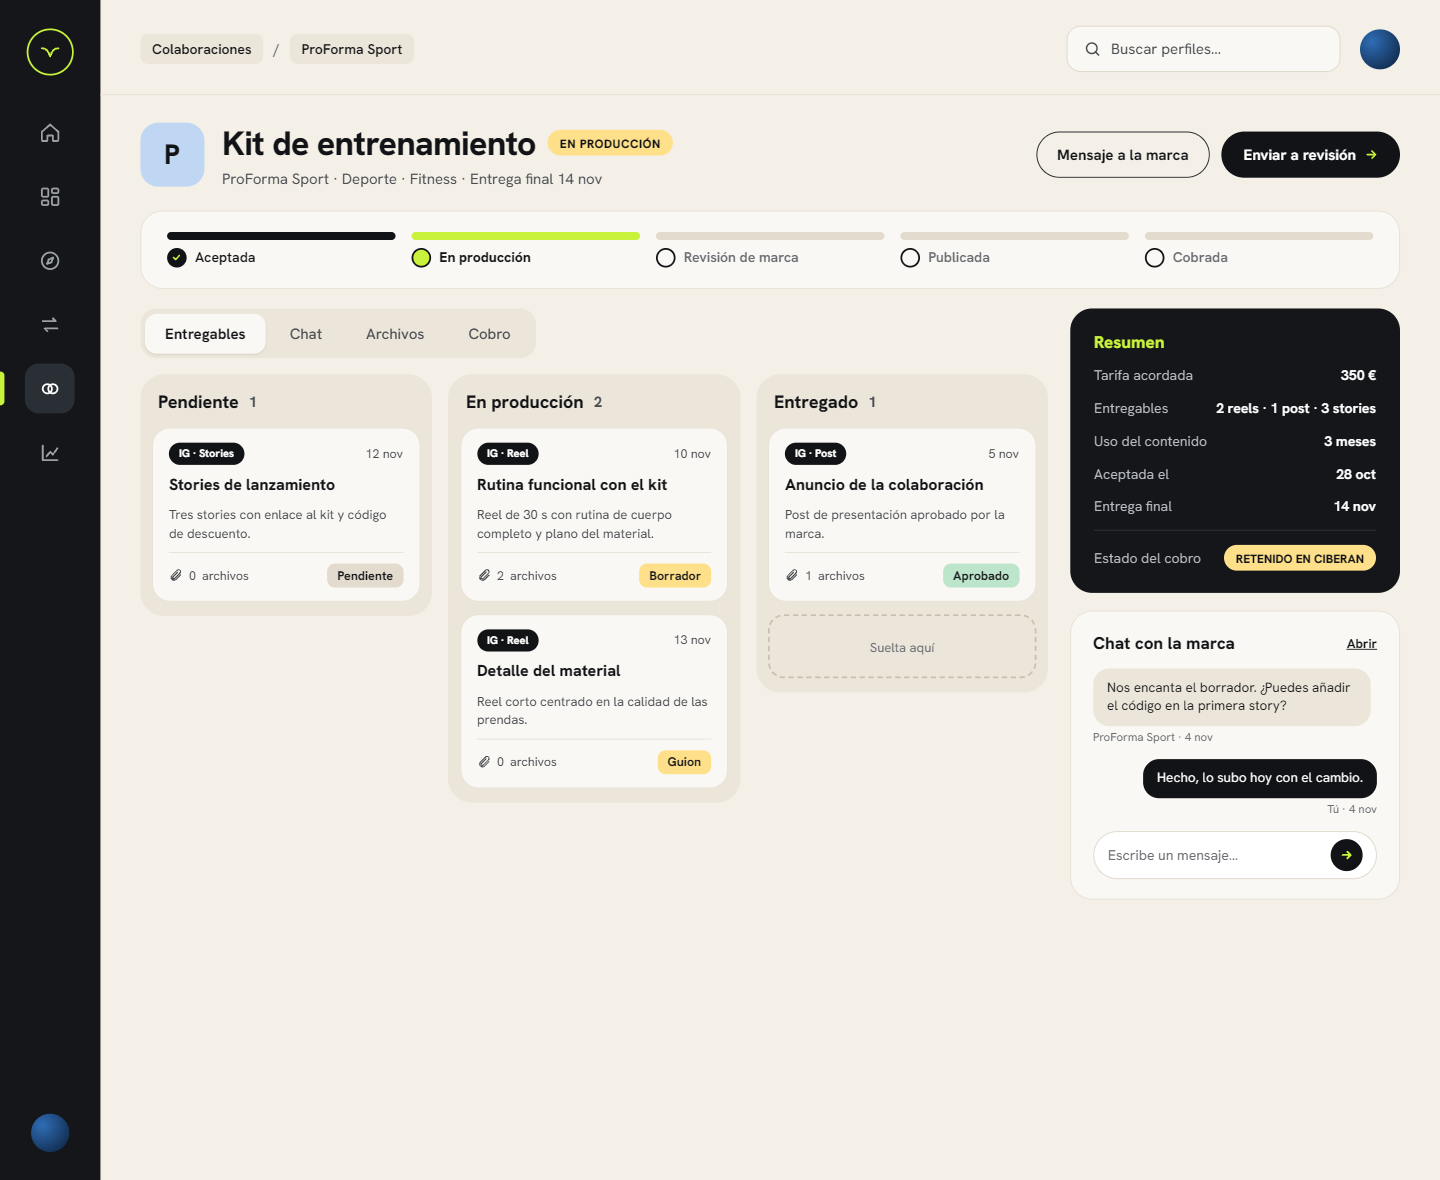 Colaboraciones / ProForma Sport
Buscar perfiles...
P
Kit de entrenamiento
EN PRODUCCIÓN
ProForma Sport · Deporte · Fitness · Entrega final 14 nov
Mensaje a la marca
Enviar a revisión
Aceptada
En producción
Revisión de marca
Publicada
Cobrada
Entregables
Chat
Archivos
Cobro
Pendiente 1
IG · Stories
12 nov
Stories de lanzamiento
Tres stories con enlace al kit y código
de descuento.
0 archivos
Pendiente
En producción 2
IG · Reel
10 nov
Rutina funcional con el kit
Reel de 30 s con rutina de cuerpo
completo y plano del material.
2 archivos
Borrador
IG · Reel
13 nov
Detalle del material
Reel corto centrado en la calidad de las
prendas.
0 archivos
Guion
Entregado 1
IG · Post
5 nov
Anuncio de la colaboración
Post de presentación aprobado por la
marca.
1 archivos
Aprobado
Suelta aquí
Resumen
Tarifa acordada 350 €
Entregables 2 reels · 1 post · 3 stories
Uso del contenido 3 meses
Aceptada el 28 oct
Entrega final 14 nov
Estado del cobro RETENIDO EN CIBERAN
Chat con la marca
Abrir
Nos encanta el borrador. ¿Puedes añadir
el código en la primera story?
ProForma Sport · 4 nov
Hecho, lo subo hoy con el cambio.
Tú · 4 nov
Escribe un mensaje...